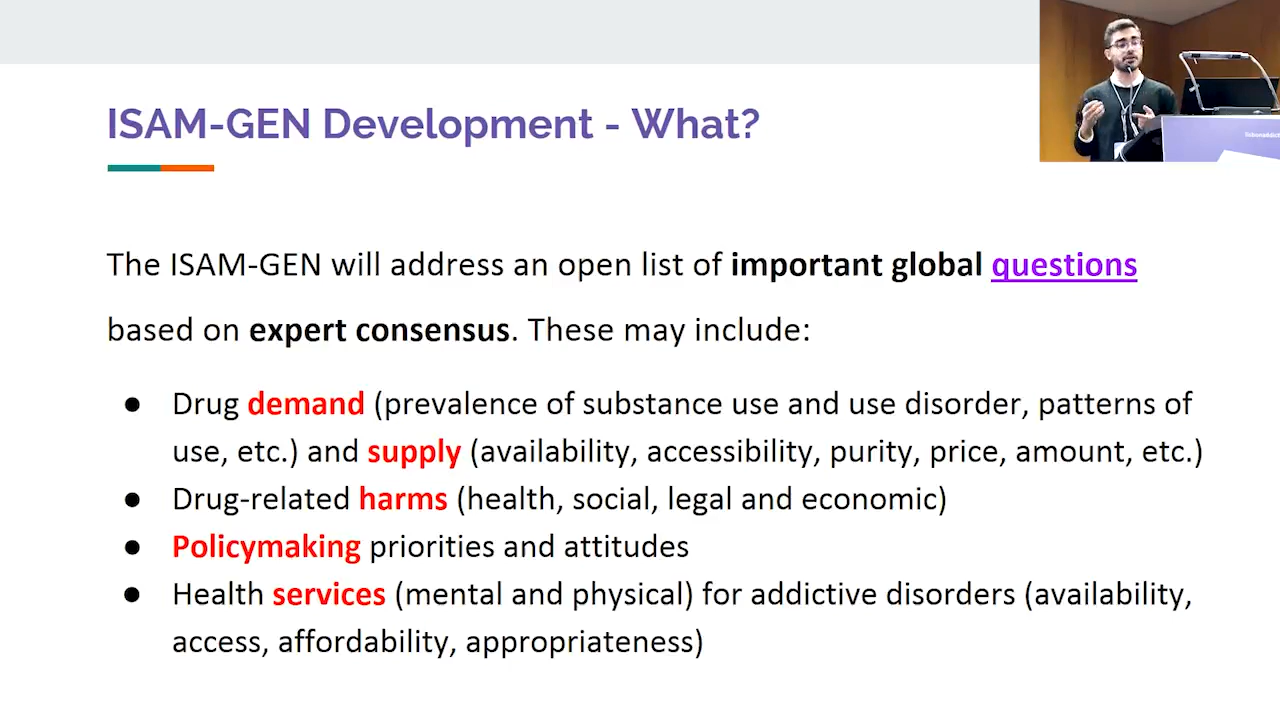 ISAM-GEN Development - What?
The ISAM-GEN will address an open list of important global questions
based on expert consensus. These may include:
● Drug demand (prevalence of substance use and use disorder, patterns of
use, etc.) and supply (availability, accessibility, purity, price, amount, etc.)
● Drug-related harms (health, social, legal and economic)
● Policymaking priorities and attitudes
● Health services (mental and physical) for addictive disorders (availability,
access, affordability, appropriateness)